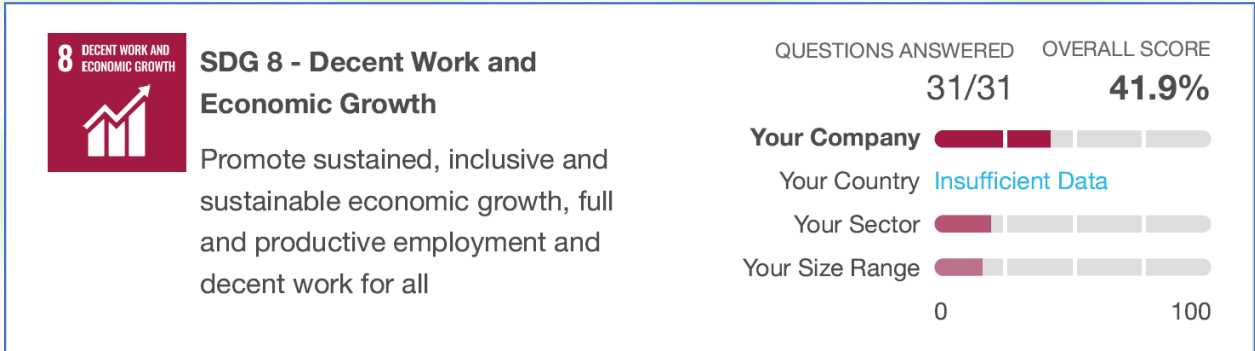 8 DECENT WORK AND
ECONOMIC GROWTH
SDG 8 - Decent Work and
Economic Growth
Promote sustained, inclusive and
sustainable economic growth, full
and productive employment and
decent work for all
QUESTIONS ANSWERED OVERALL SCORE
31/31 41.9%
Your Company
Your Country Insufficient Data
Your Sector
Your Size Range
0 100